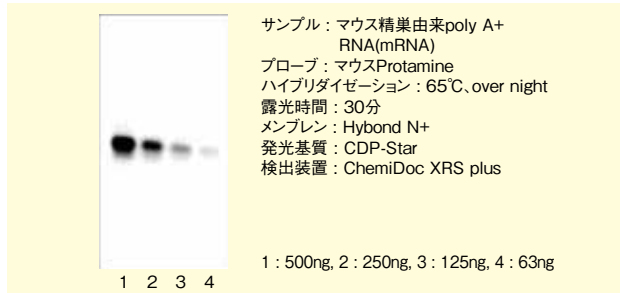 サンプル：マウス精巣由来poly A+
RNA(mRNA)
プローブ：マウスProtamine
ハイブリダイゼーション：65℃、over night
露光時間：30分
メンブレン：Hybond N+
発光基質：CDP-Star
検出装置：ChemiDoc XRS plus
1：500ng, 2：250ng, 3：125ng, 4：63ng
1 2 3 4